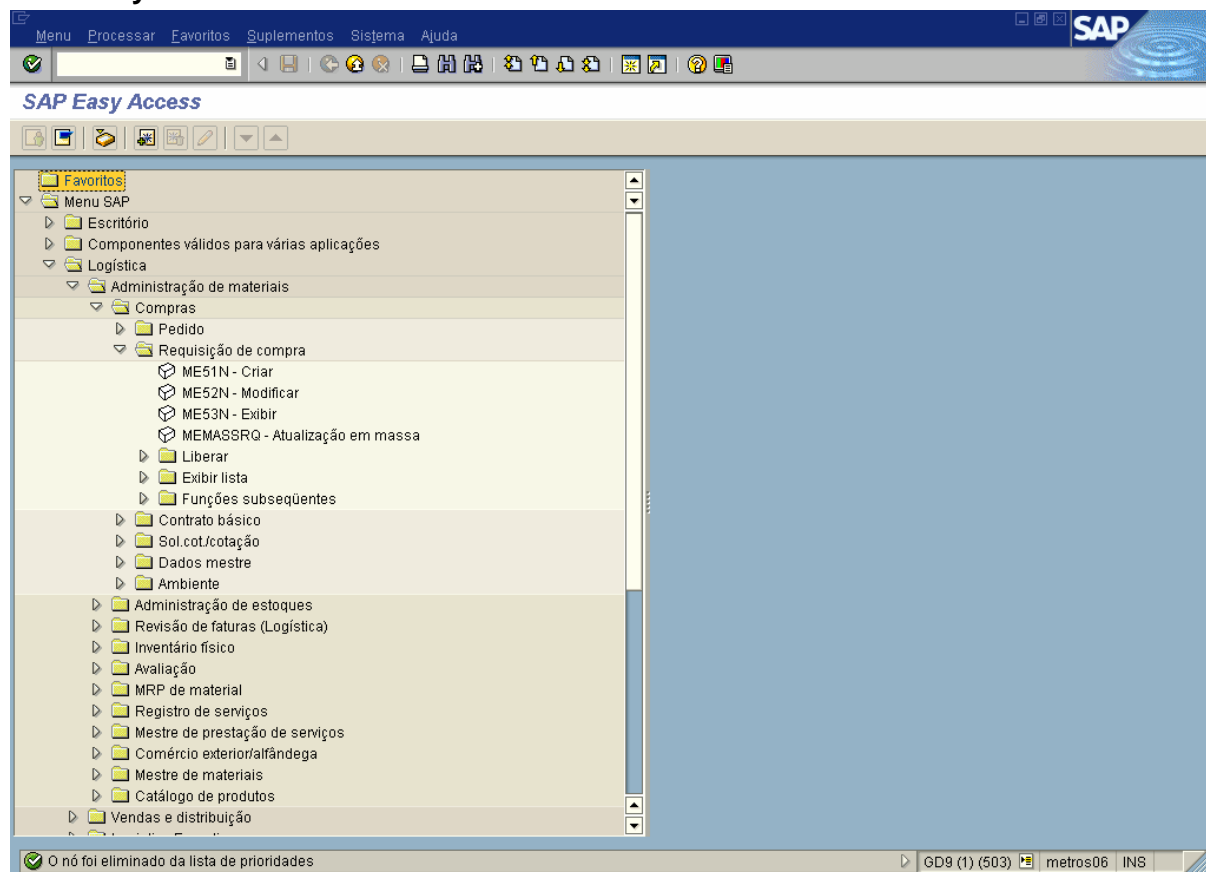 Menu Processar Favoritos Suplementos Sistema Ajuda
SAP
SAP Easy Access
Favoritos
Menu SAP
Escritório
Componentes válidos para várias aplicações
Logística
Administração de materiais
Compras
Pedido
Requisição de compra
ME51N - Criar
ME52N - Modificar
ME53N - Exibir
MEMASSRQ - Atualização em massa
Liberar
Exibir lista
Funções subseqüentes
Contrato básico
Sol.cot./cotação
Dados mestre
Ambiente
Administração de estoques
Revisão de faturas (Logística)
Inventário físico
Avaliação
MRP de material
Registro de serviços
Mestre de prestação de serviços
Comércio exterior/alfândega
Mestre de materiais
Catálogo de produtos
Vendas e distribuição
O nó foi eliminado da lista de prioridades
GD9 (1) (503) metros06 INS